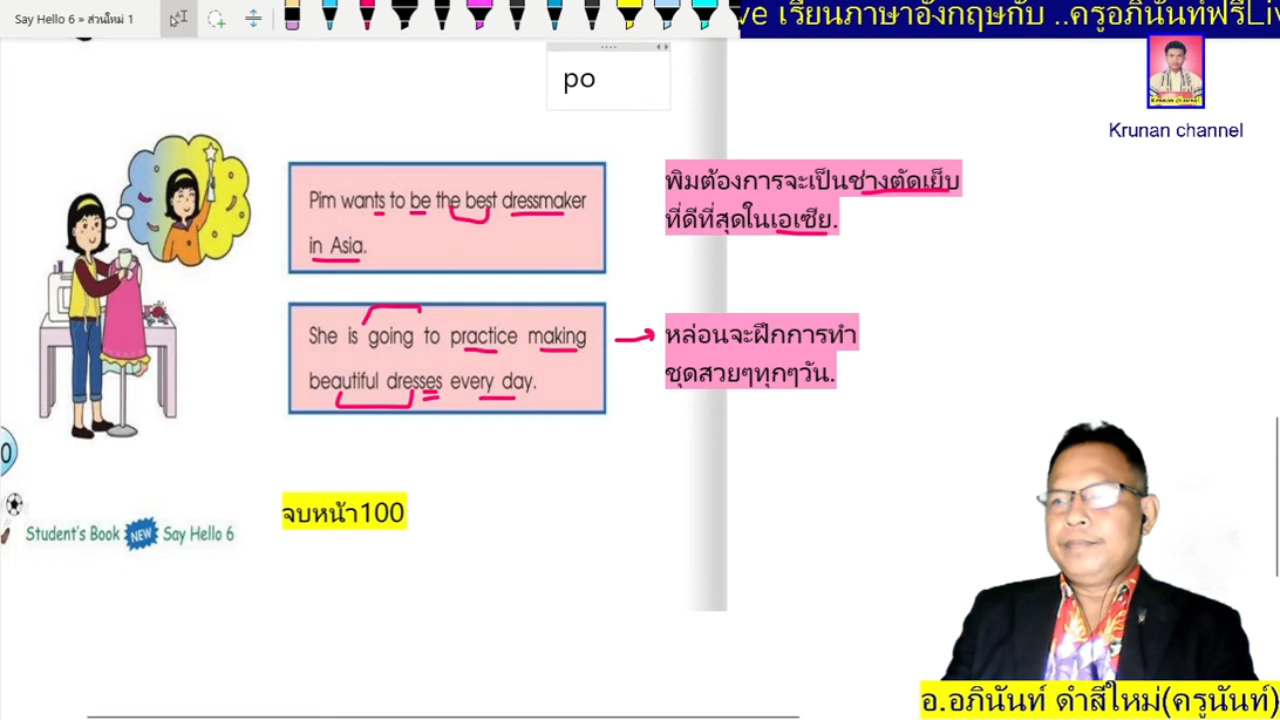 Say Hello 6 » ส่วนใหม่ 1
ve เรียนภาษาอังกฤษกับ ..ครูอภินันท์ฟรีLiv
po
Krunan channel
Pim wants to be the best dressmaker
in Asia.
พิมต้องการจะเป็นช่างตัดเย็บ
ที่ดีที่สุดในเอเซีย.
She is going to practice making
beautiful dresses every day.
หล่อนจะฝึกการทำ
ชุดสวยๆทุกๆวัน.
0
จบหน้า100
Student's Book NEW Say Hello 6
อ.อภินันท์ ดำสีใหม่(ครูนันท์)